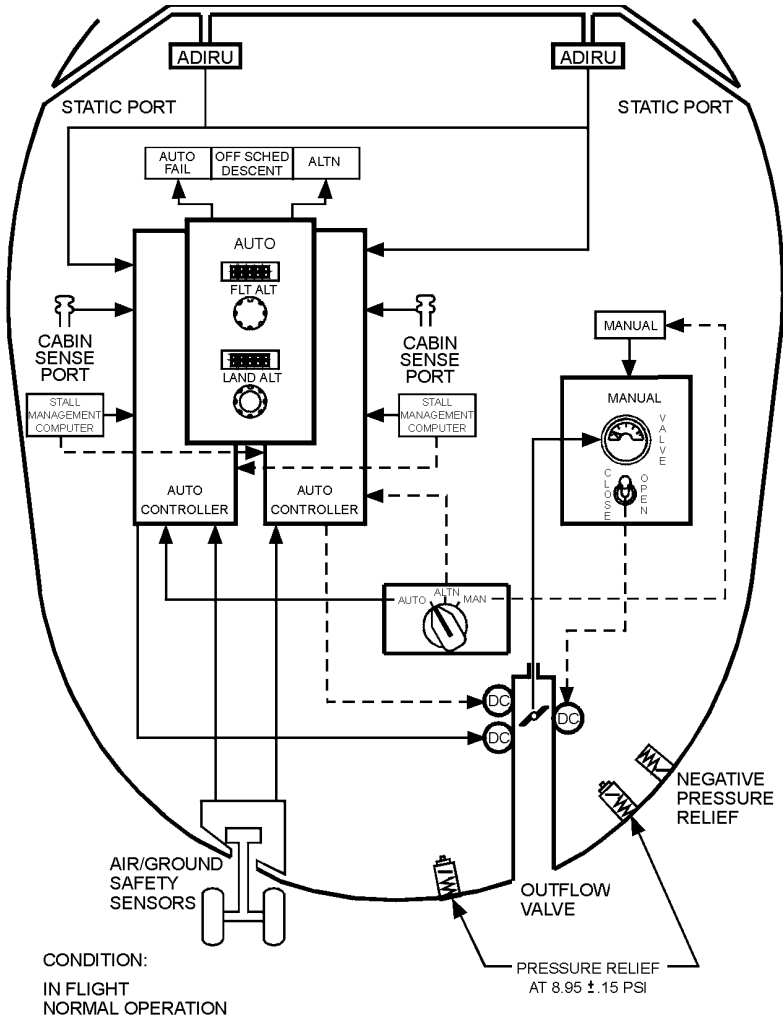 ADIRU
ADIRU
STATIC PORT
STATIC PORT
AUTO
FAIL
OFF SCHED
DESCENT
ALTN
AUTO
FLT ALT
LAND ALT
CABIN
SENSE
PORT
CABIN
SENSE
PORT
STALL
MANAGEMENT
COMPUTER
STALL
MANAGEMENT
COMPUTER
AUTO
CONTROLLER
AUTO
CONTROLLER
MANUAL
MANUAL
VALVE
CLOSE
OPEN
AUTO
ALTN
MAN
DC
DC
DC
NEGATIVE
PRESSURE
RELIEF
AIR/GROUND
SAFETY
SENSORS
OUTFLOW
VALVE
PRESSURE RELIEF
AT 8.95 ±.15 PSI
CONDITION:
IN FLIGHT
NORMAL OPERATION